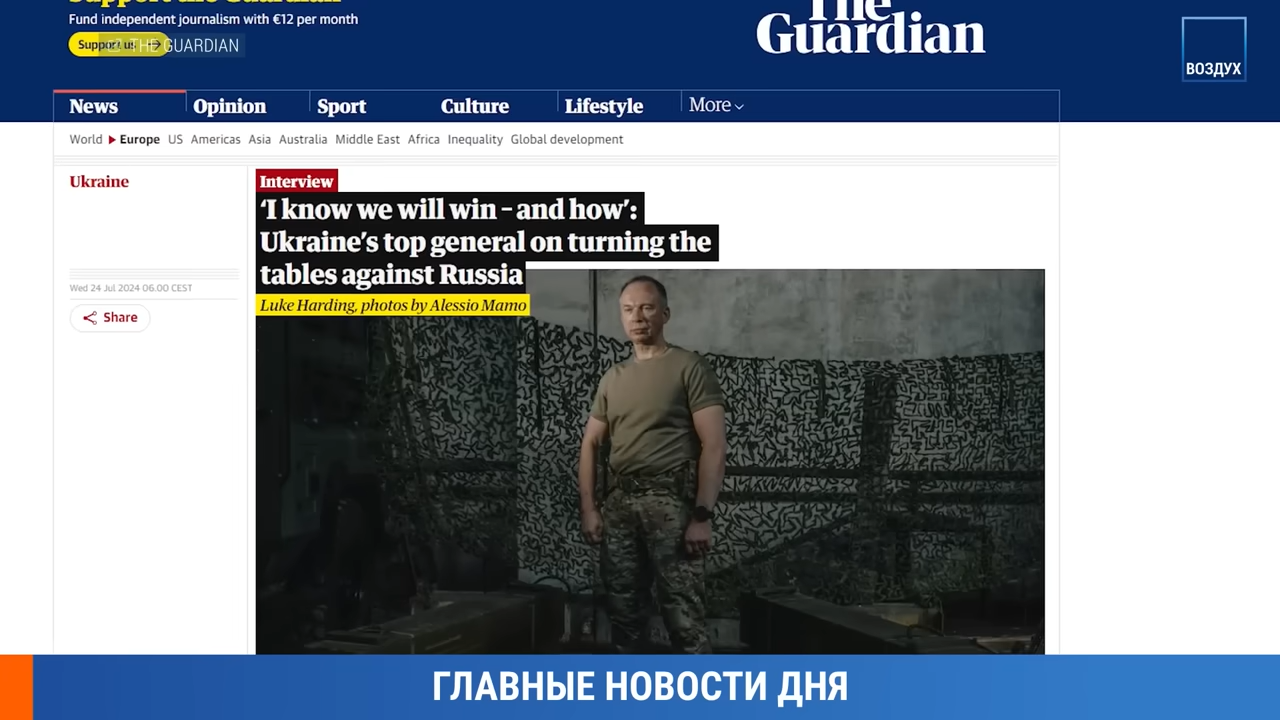 Support the Guardian
Fund independent journalism with €12 per month
Support us
THE GUARDIAN
The
Guardian
ВОЗДУХ
News Opinion Sport Culture Lifestyle More
World Europe US Americas Asia Australia Middle East Africa Inequality Global development
Ukraine
Interview
‘I know we will win – and how’:
Ukraine’s top general on turning the
tables against Russia
Luke Harding, photos by Alessio Mamo
Wed 24 Jul 2024 06.00 CEST
Share
ГЛАВНЫЕ НОВОСТИ ДНЯ